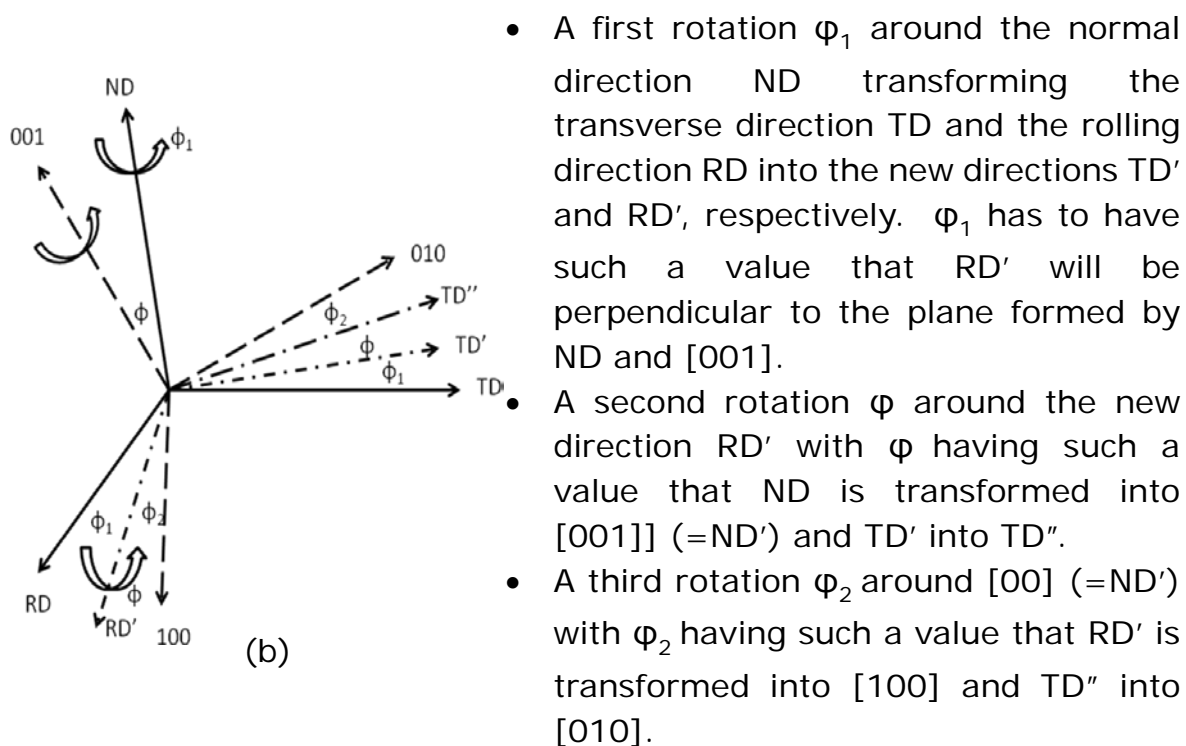 ND
001
ϕ₁
010
TD''
ϕ₂
ϕ
ϕ
TD'
ϕ₁
TD
ϕ₁
ϕ₂
RD
ϕ
RD'
100
(b)
• A first rotation φ₁ around the normal
direction ND transforming the
transverse direction TD and the rolling
direction RD into the new directions TD′
and RD′, respectively. φ₁ has to have
such a value that RD′ will be
perpendicular to the plane formed by
ND and [001].
• A second rotation φ around the new
direction RD′ with φ having such a
value that ND is transformed into
[001]] (=ND′) and TD′ into TD″.
• A third rotation φ₂ around [00] (=ND′)
with φ₂ having such a value that RD′ is
transformed into [100] and TD″ into
[010].